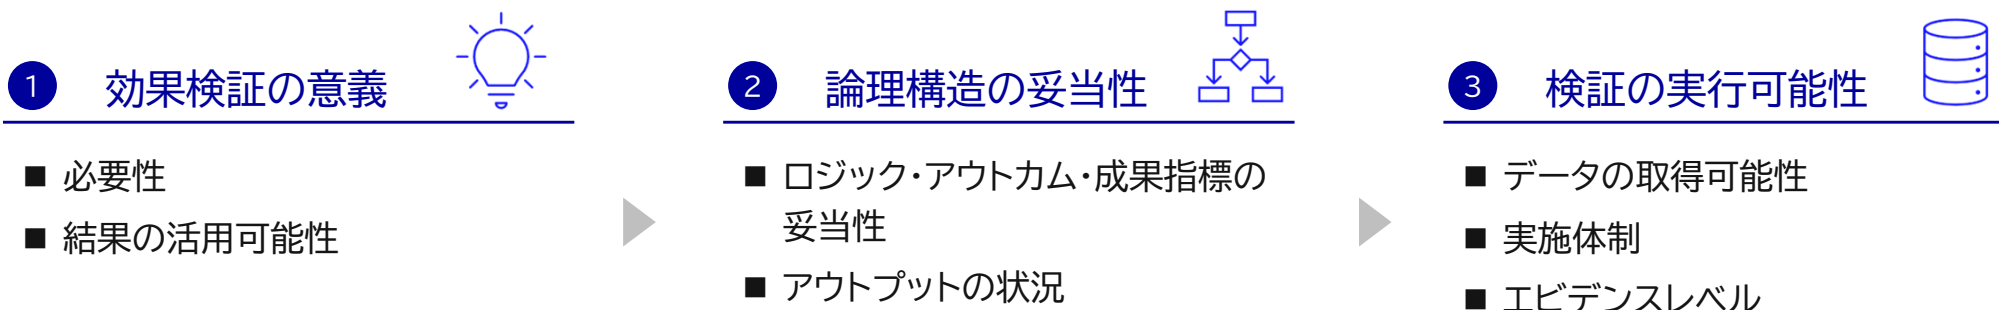 1 効果検証の意義
■ 必要性
■ 結果の活用可能性
2 論理構造の妥当性
■ ロジック・アウトカム・成果指標の
妥当性
■ アウトプットの状況
3 検証の実行可能性
■ データの取得可能性
■ 実施体制
■ エビデンスレベル